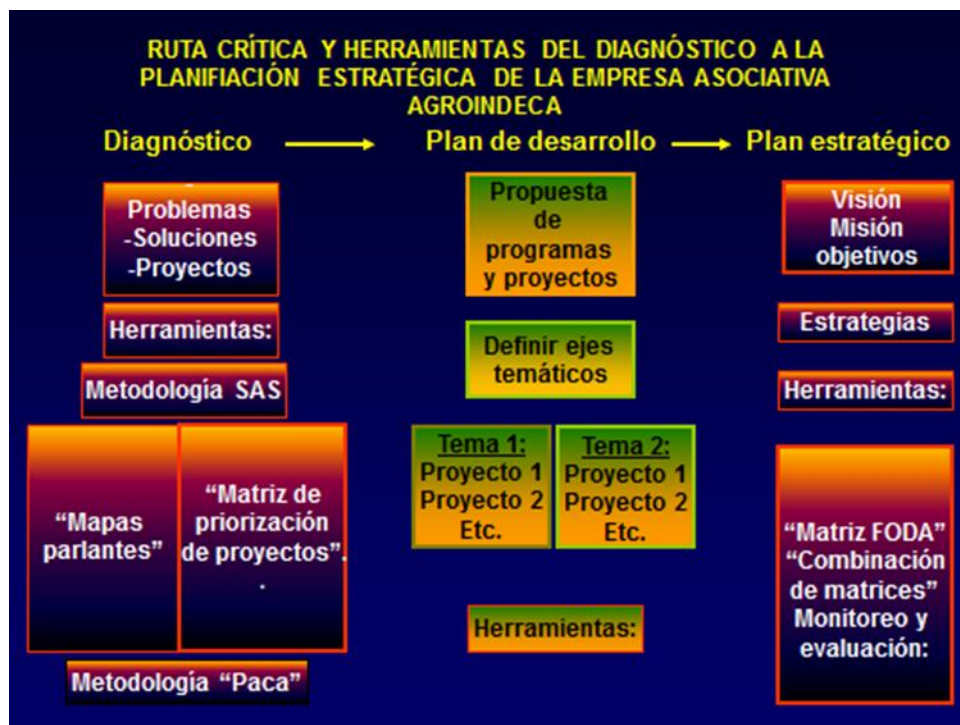 RUTA CRÍTICA Y HERRAMIENTAS DEL DIAGNÓSTICO A LA
PLANIFIACIÓN ESTRATÉGICA DE LA EMPRESA ASOCIATIVA
AGROINDECA
Diagnóstico
Plan de desarrollo
Plan estratégico
-
Problemas
-Soluciones
-Proyectos
Herramientas:
Metodología SAS
“Mapas
parlantes”
“Matriz de
priorización
de proyectos”.
.
Metodología “Paca”
Propuesta
de
programas
y proyectos
Definir ejes
temáticos
Tema 1:
Proyecto 1
Proyecto 2
Etc.
Tema 2:
Proyecto 1
Proyecto 2
Etc.
Herramientas:
Visión
Misión
objetivos
Estrategias
Herramientas:
“Matriz FODA”
“Combinación
de matrices”
Monitoreo y
evaluación: